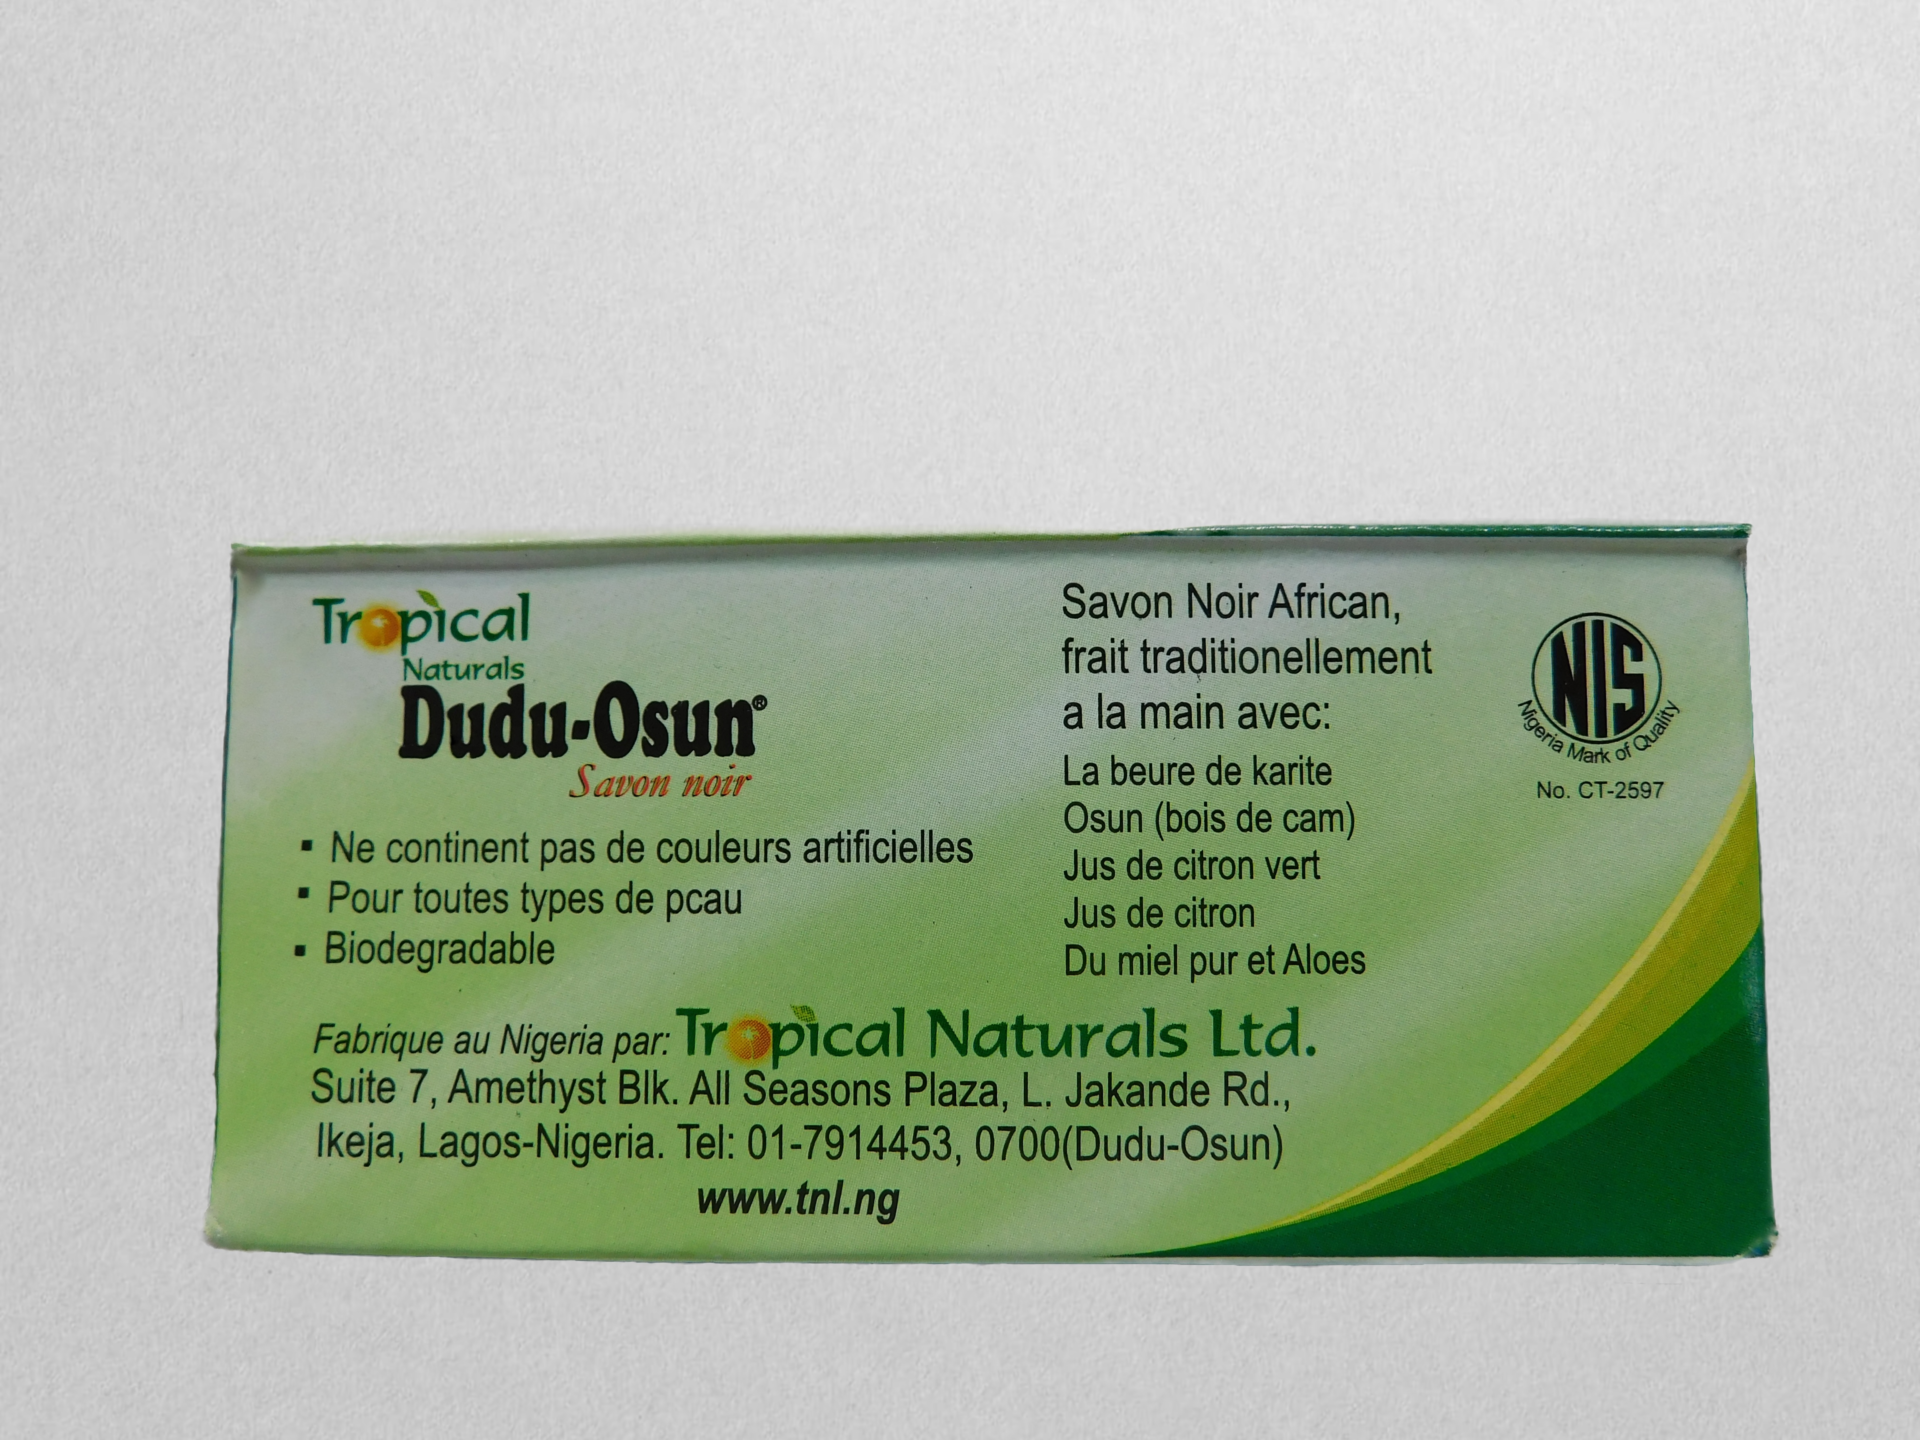 Tropical
Naturals
Dudu-Osun®
Savon noir
▪ Ne continent pas de couleurs artificielles
▪ Pour toutes types de pcau
▪ Biodegradable
Savon Noir African,
frait traditionellement
a la main avec:
La beure de karite
Osun (bois de cam)
Jus de citron vert
Jus de citron
Du miel pur et Aloes
NIS
Nigeria Mark of Quality
No. CT-2597
Fabrique au Nigeria par: Tropical Naturals Ltd.
Suite 7, Amethyst Blk. All Seasons Plaza, L. Jakande Rd.,
Ikeja, Lagos-Nigeria. Tel: 01-7914453, 0700(Dudu-Osun)
www.tnl.ng